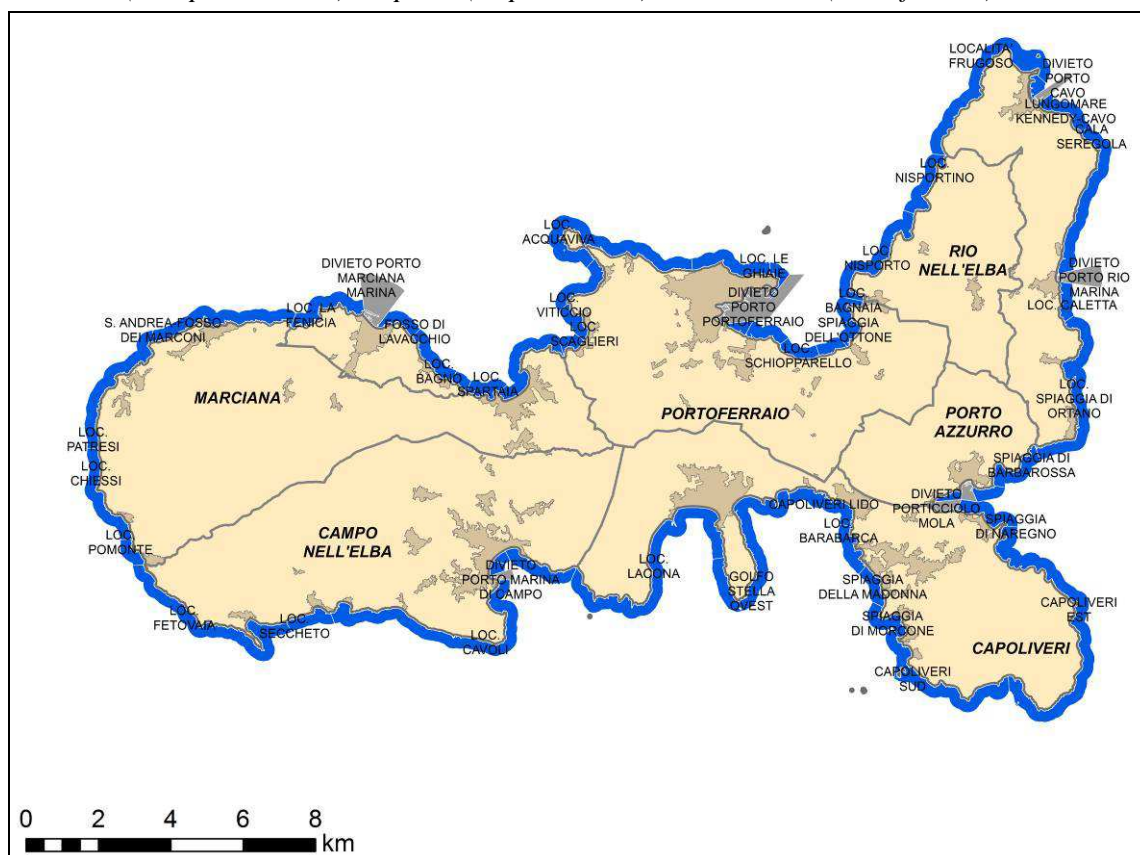 LOCALITA'
FRUGOSO
DIVIETO
PORTO
CAVO
LUNGOMARE
KENNEDY-CAVO
CALA
SEREGOLA
LOC.
NISPORTINO
LOC.
ACQUAVIVA
RIO
NELL'ELBA
LOC.
NISPORTO
LOC. LE
GHIAIE
DIVIETO PORTO
MARCIANA
MARINA
DIVIETO
PORTO RIO
MARINA
LOC. CALETTA
LOC. LA
FENICIA
LOC.
VITICCIO
DIVIETO
PORTO
PORTOFERRAIO
LOC.
BAGNAIA
SPIAGGIA
DELL'OTTONE
S. ANDREA-FOSSO
DEI MARCONI
FOSSO DI
LAVACCHIO
LOC.
SCAGLIERI
LOC.
SCHIOPPARELLO
LOC.
BAGNO
LOC.
SPARTAIA
MARCIANA
PORTOFERRAIO
PORTO
AZZURRO
LOC.
SPIAGGIA DI
ORTANO
LOC.
PATRESI
LOC.
CHIESSI
SPIAGGIA DI
BARBAROSSA
DIVIETO
PORTICCIOLO
MOLA
CAPOLIVERI LIDO
LOC.
BARABARCA
SPIAGGIA
DI NAREGNO
LOC.
POMONTE
CAMPO
NELL'ELBA
DIVIETO
PORTO MARINA
DI CAMPO
LOC.
LACONA
GOLFO
STELLA
OVEST
SPIAGGIA
DELLA MADONNA
CAPOLIVERI
EST
LOC.
FETOVAIA
LOC.
SECCHETO
LOC.
CAVOLI
SPIAGGIA
DI MORCONE
CAPOLIVERI
CAPOLIVERI
SUD
0 2 4 6 8
km